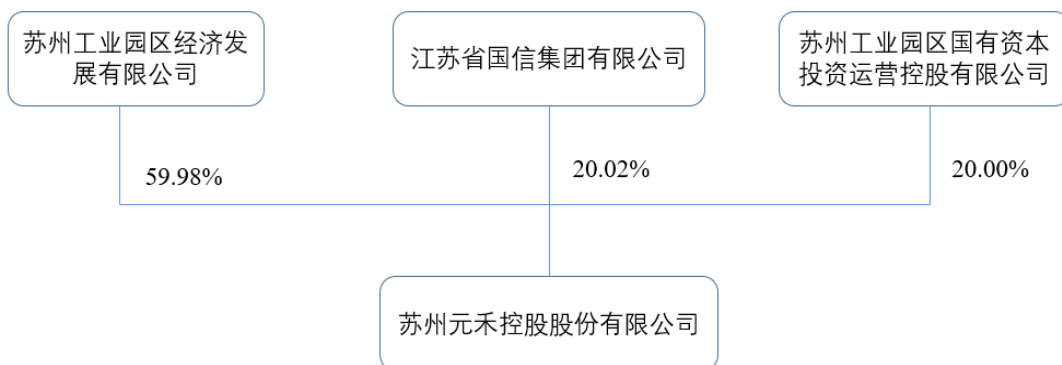 苏州工业园区经济发
展有限公司
江苏省国信集团有限公司
苏州工业园区国有资本
投资运营控股有限公司
59.98%
20.02%
20.00%
苏州元禾控股股份有限公司